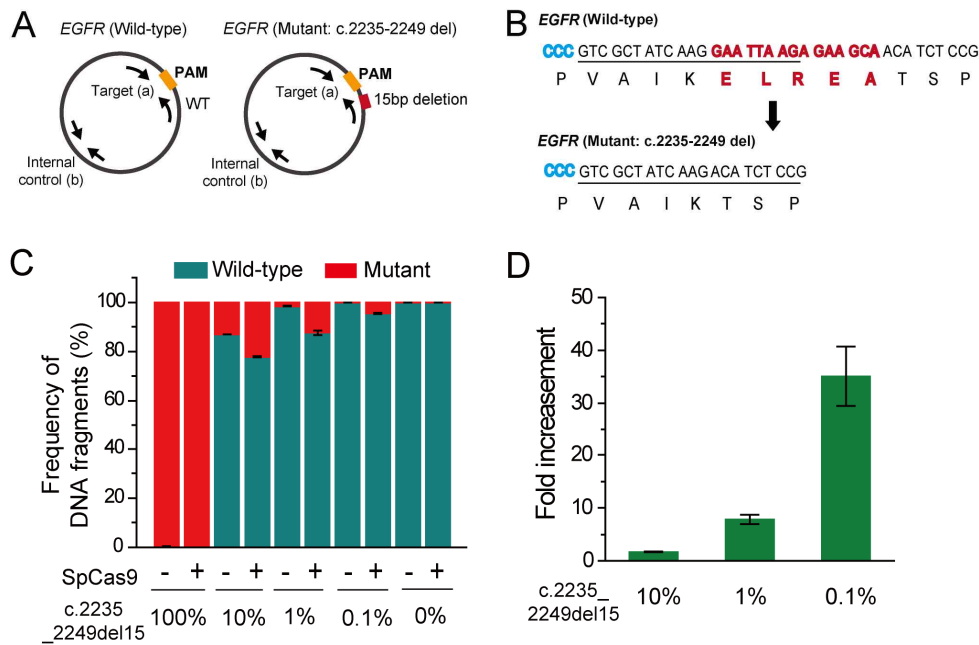 A
EGFR (Wild-type)
EGFR (Mutant: c.2235-2249 del)
PAM
Target (a)
WT
Internal
control (b)
PAM
Target (a)
15bp deletion
Internal
control (b)
B
EGFR (Wild-type)
CCC GTC GCT ATC AAG GAA TTA AGA GAA GCA ACA TCT CCG
P V A I K E L R E A T S P
EGFR (Mutant: c.2235-2249 del)
CCC GTC GCT ATC AAG ACA TCT CCG
P V A I K T S P
C
Wild-type Mutant
Frequency of
DNA fragments (%)
100
80
60
40
20
0
SpCas9 - + - + - + - + - +
c.2235
_2249del15
100% 10% 1% 0.1% 0%
D
Fold increasement
50
40
30
20
10
0
c.2235_
2249del15
10% 1% 0.1%